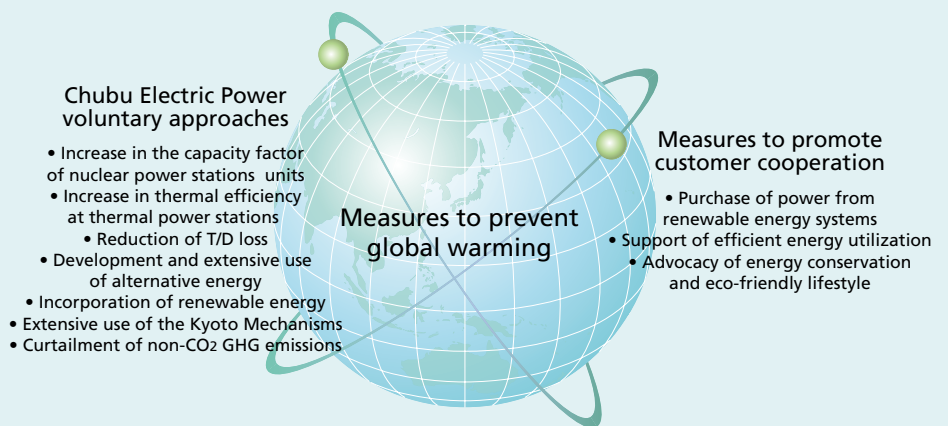 Chubu Electric Power
voluntary approaches
• Increase in the capacity factor
of nuclear power stations units
• Increase in thermal efficiency
at thermal power stations
• Reduction of T/D loss
• Development and extensive use
of alternative energy
• Incorporation of renewable energy
• Extensive use of the Kyoto Mechanisms
• Curtailment of non-CO2 GHG emissions
Measures to prevent
global warming
Measures to promote
customer cooperation
• Purchase of power from
renewable energy systems
• Support of efficient energy utilization
• Advocacy of energy conservation
and eco-friendly lifestyle